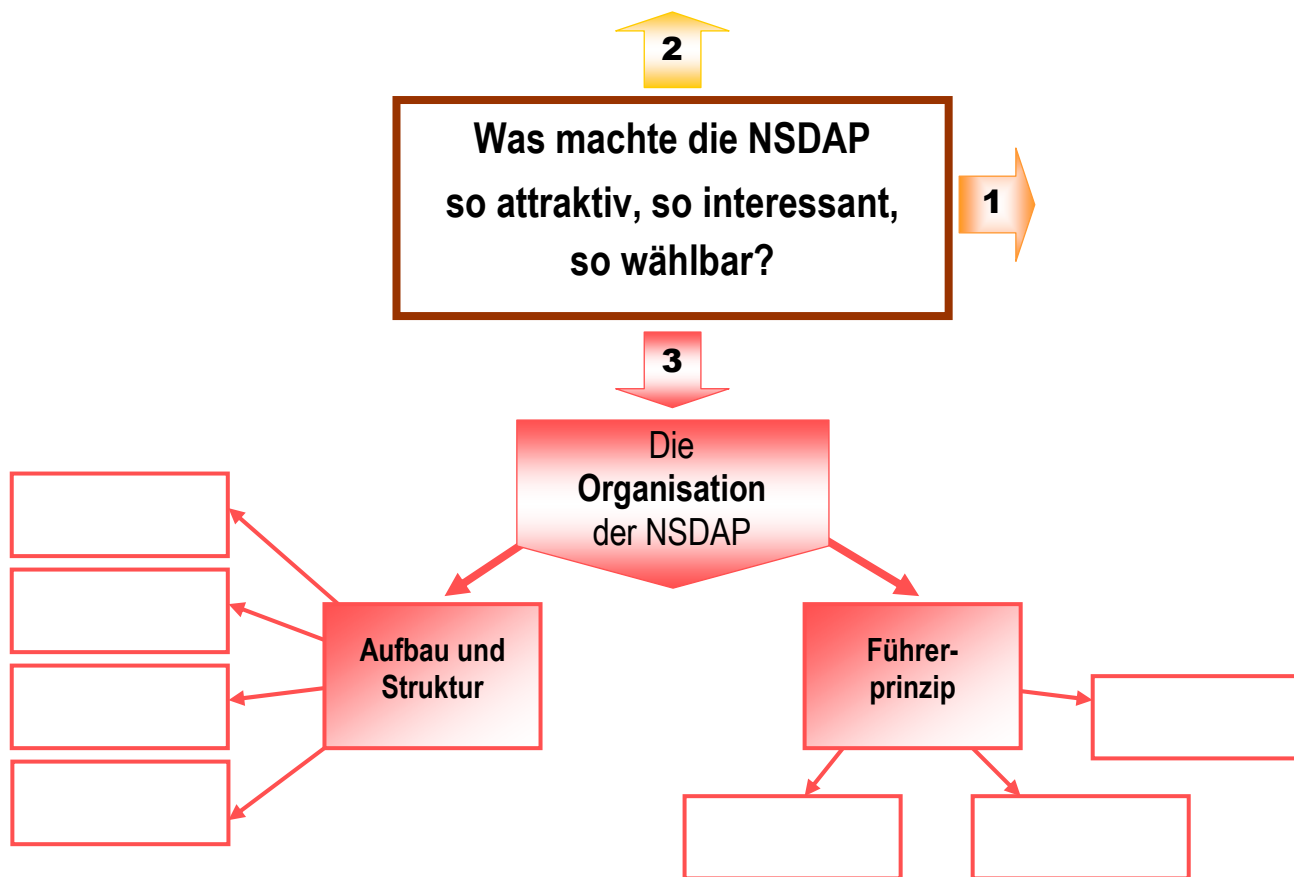 2
Was machte die NSDAP
so attraktiv, so interessant,
so wählbar?
1
3
Die
Organisation
der NSDAP
Aufbau und
Struktur
Führer-
prinzip